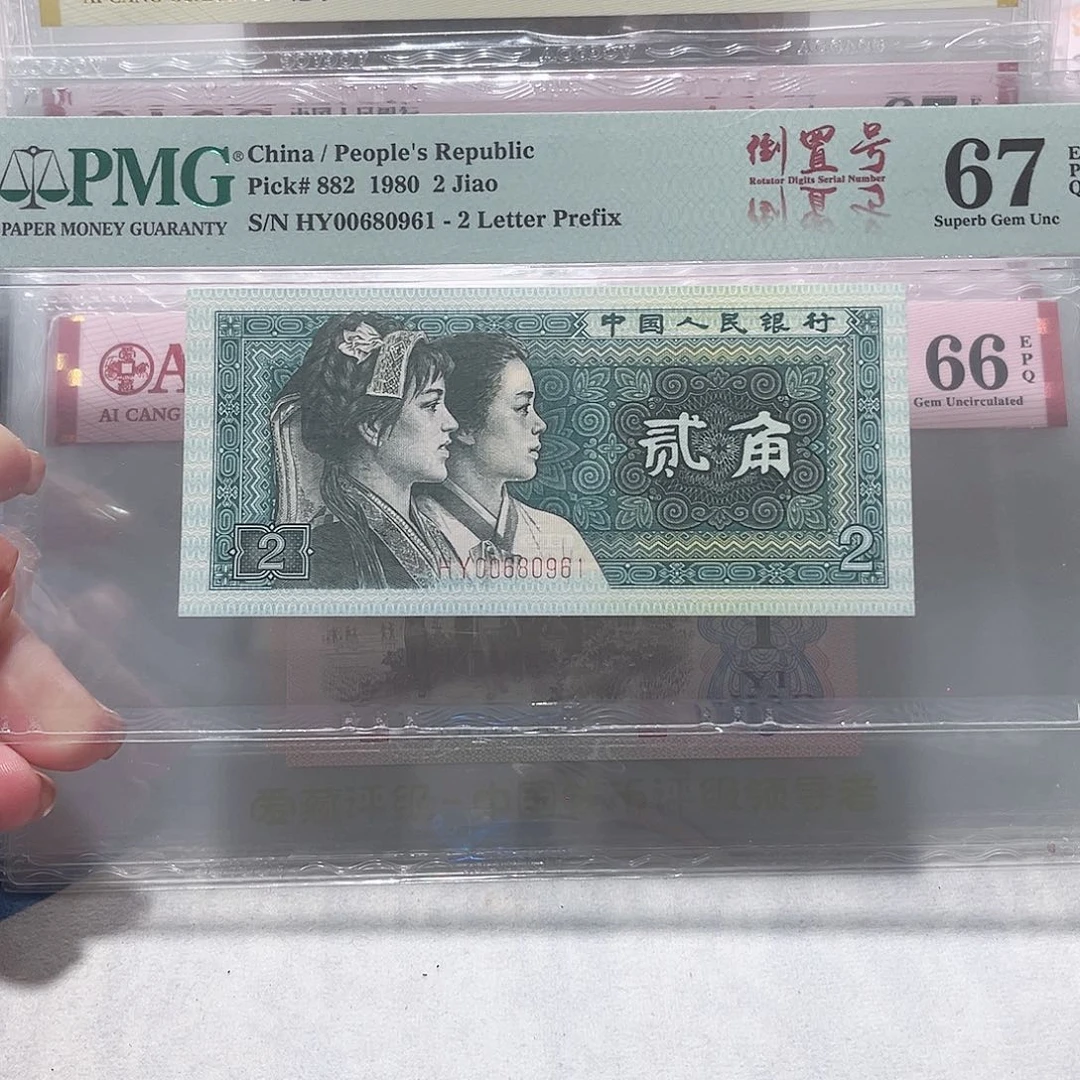 PMG®
PAPER MONEY GUARANTY
China / People's Republic
Pick# 882 1980 2 Jiao
S/N HY00680961 - 2 Letter Prefix
倒置号
Rotator Digits Serial Number
67
EPQ
Superb Gem Unc
AI CANG
66
EPQ
Gem Uncirculated
中国人民银行
贰角
2
2
HY00680961
YI